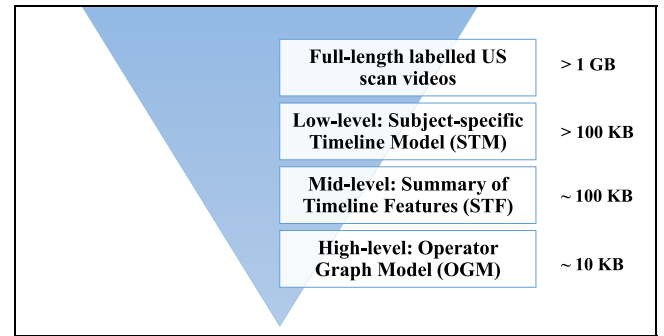 Full-length labelled US
scan videos
> 1 GB
Low-level: Subject-specific
Timeline Model (STM)
> 100 KB
Mid-level: Summary of
Timeline Features (STF)
~ 100 KB
High-level: Operator
Graph Model (OGM)
~ 10 KB